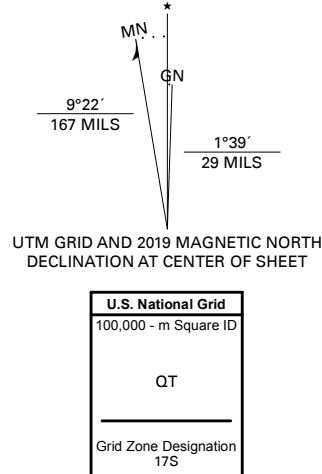 ★
MN
GN
9°22´
167 MILS
1°39´
29 MILS
UTM GRID AND 2019 MAGNETIC NORTH
DECLINATION AT CENTER OF SHEET
U.S. National Grid
100,000 - m Square ID
QT
Grid Zone Designation
17S